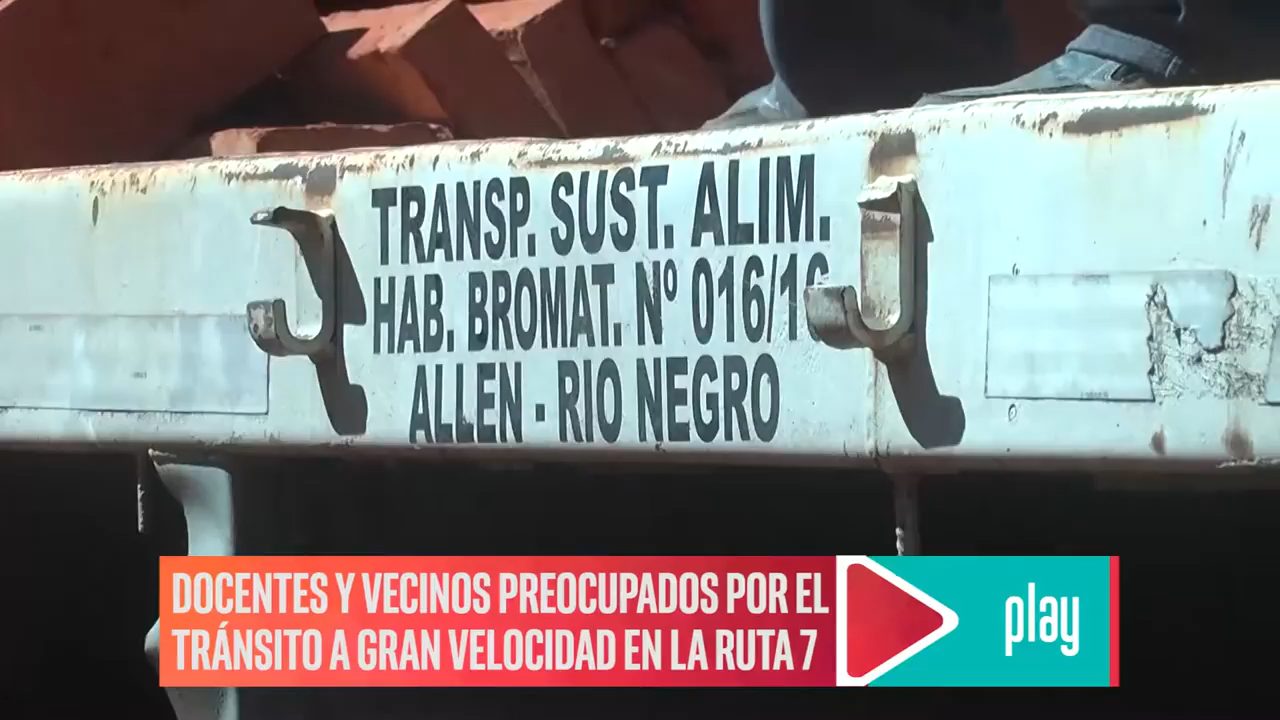 TRANSP. SUST. ALIM.
HAB. BROMAT. Nº 016/16
ALLEN - RIO NEGRO
DOCENTES Y VECINOS PREOCUPADOS POR EL
TRÁNSITO A GRAN VELOCIDAD EN LA RUTA 7
play